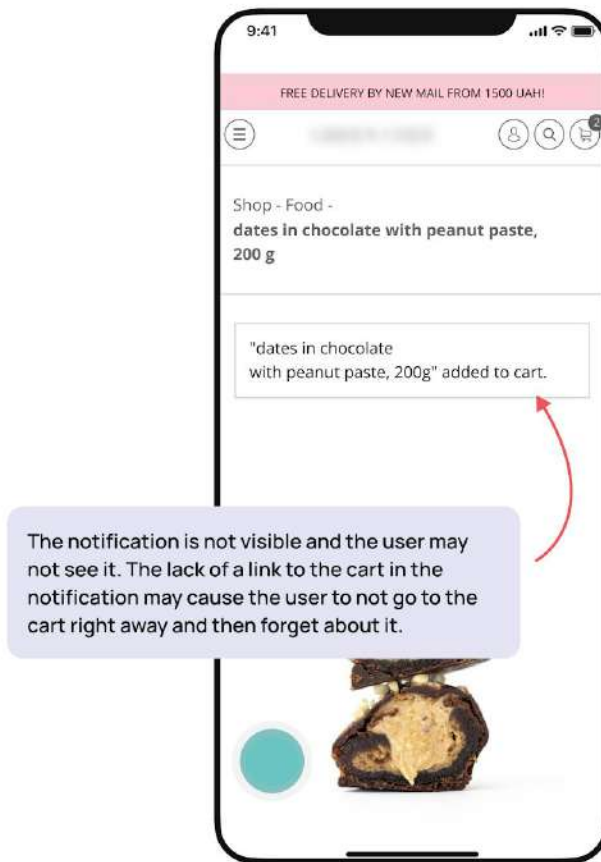 9:41
FREE DELIVERY BY NEW MAIL FROM 1500 UAH!
2
Shop - Food -
dates in chocolate with peanut paste,
200 g
"dates in chocolate
with peanut paste, 200g" added to cart.
The notification is not visible and the user may
not see it. The lack of a link to the cart in the
notification may cause the user to not go to the
cart right away and then forget about it.